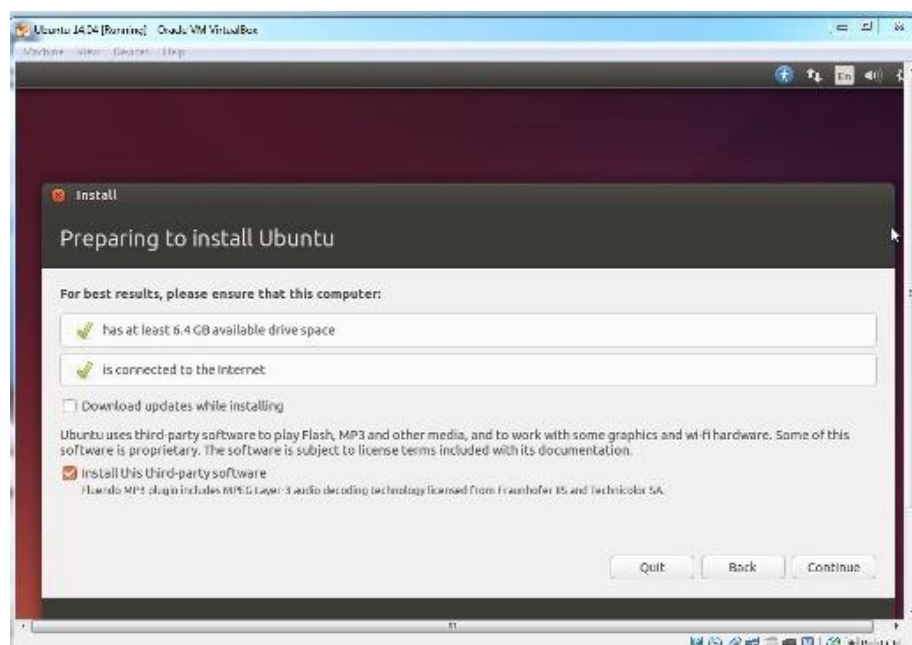 Ubuntu 14.04 [Running] - Oracle VM VirtualBox
Machine View Devices Help
En
Install
Preparing to install Ubuntu
For best results, please ensure that this computer:
has at least 6.4 GB available drive space
is connected to the Internet
Download updates while installing
Ubuntu uses third-party software to play Flash, MP3 and other media, and to work with some graphics and wi-fi hardware. Some of this
software is proprietary. The software is subject to license terms included with its documentation.
Install this third-party software
Fluendo MP3 plugin includes MPEG Layer-3 audio decoding technology licensed from Fraunhofer IIS and Technicolor SA.
Quit Back Continue